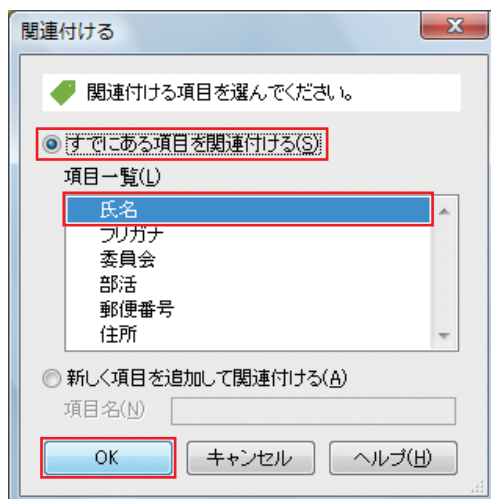 関連付ける
関連付ける項目を選んでください。
すでにある項目を関連付ける(S)
項目一覧(L)
氏名
フリガナ
委員会
部活
郵便番号
住所
新しく項目を追加して関連付ける(A)
項目名(N)
OK キャンセル ヘルプ(H)